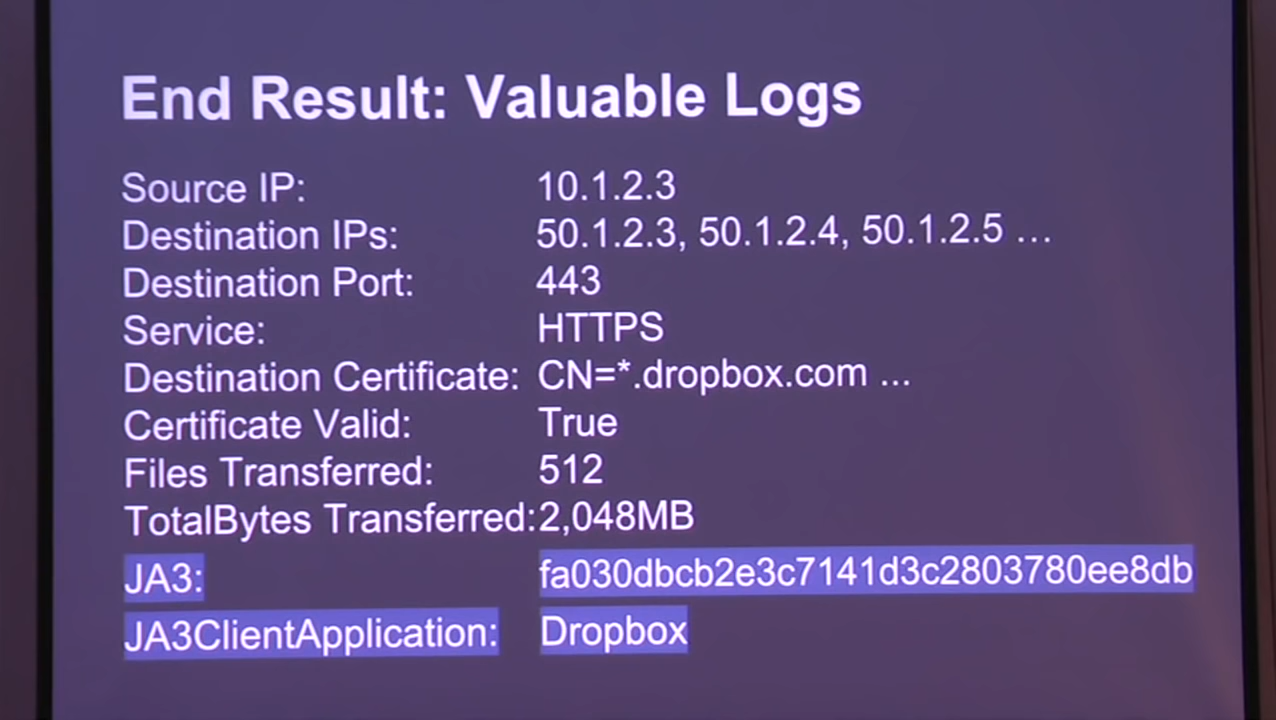 End Result: Valuable Logs
Source IP: 10.1.2.3
Destination IPs: 50.1.2.3, 50.1.2.4, 50.1.2.5 ...
Destination Port: 443
Service: HTTPS
Destination Certificate: CN=*.dropbox.com ...
Certificate Valid: True
Files Transferred: 512
TotalBytes Transferred: 2,048MB
JA3: fa030dbcb2e3c7141d3c2803780ee8db
JA3ClientApplication: Dropbox